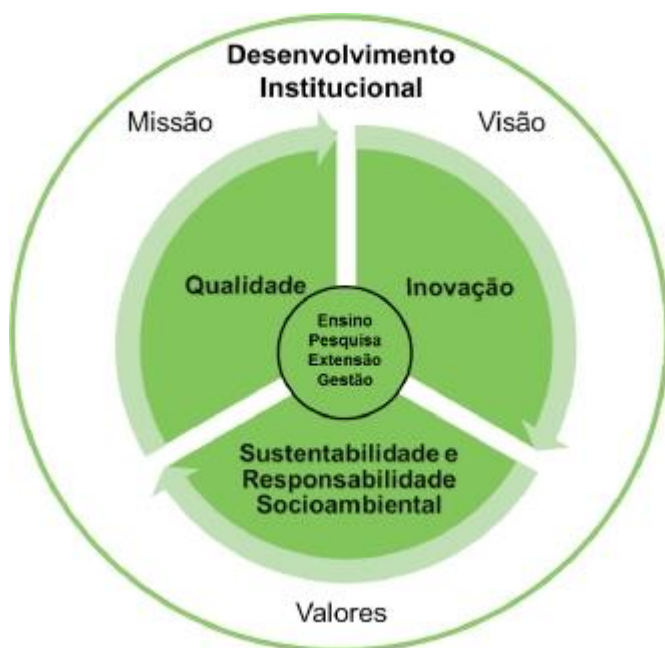 Desenvolvimento
Institucional
Missão
Visão
Qualidade
Inovação
Ensino
Pesquisa
Extensão
Gestão
Sustentabilidade e
Responsabilidade
Socioambiental
Valores